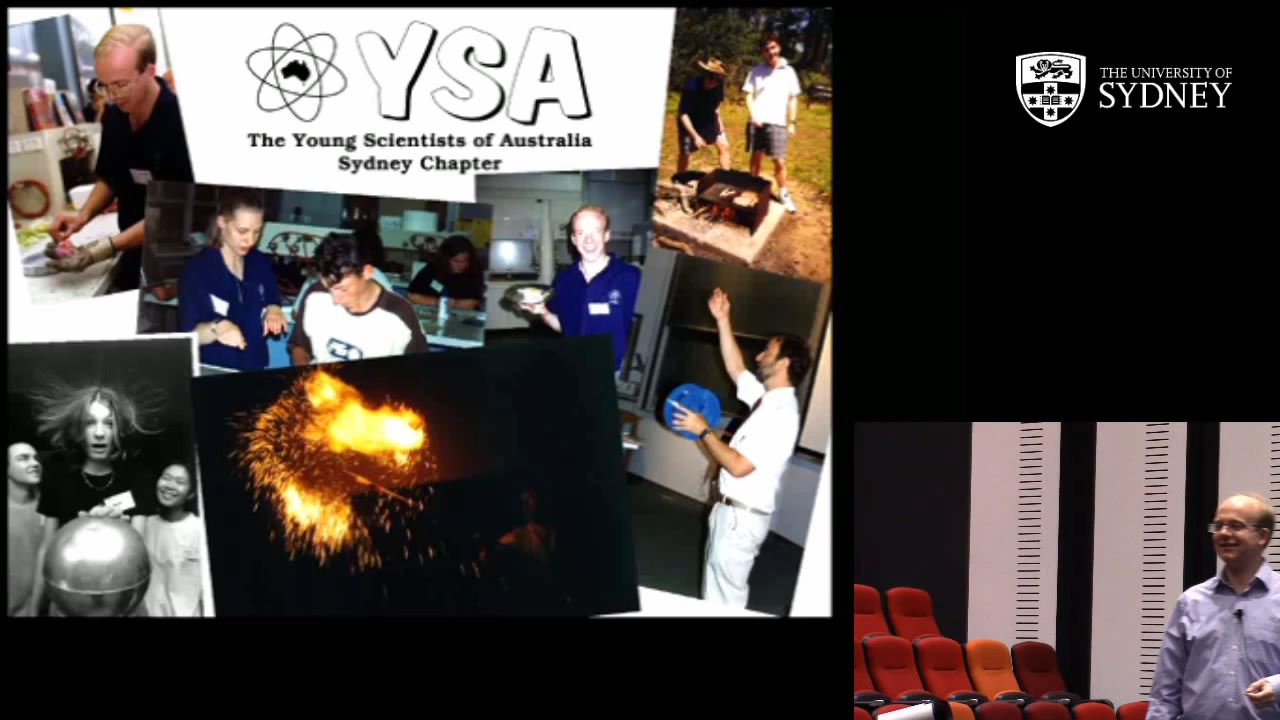 YSA
The Young Scientists of Australia
Sydney Chapter
THE UNIVERSITY OF
SYDNEY